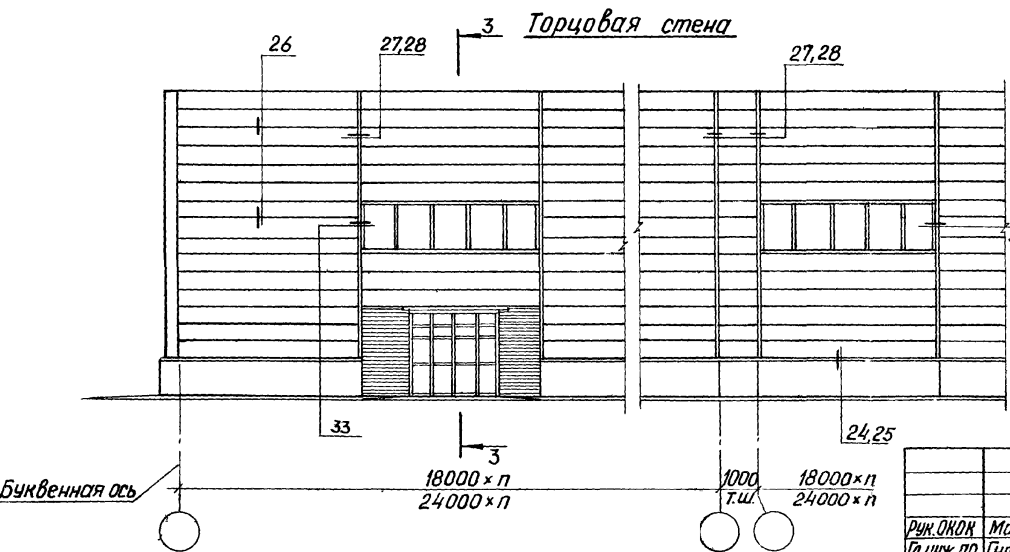 3 Торцовая стена
26
27,28
27,28
33
3
24,25
Буквенная ось
18000×п
24000×п
1000
т.ш.
18000×п
24000×п
Рук. ОКОК